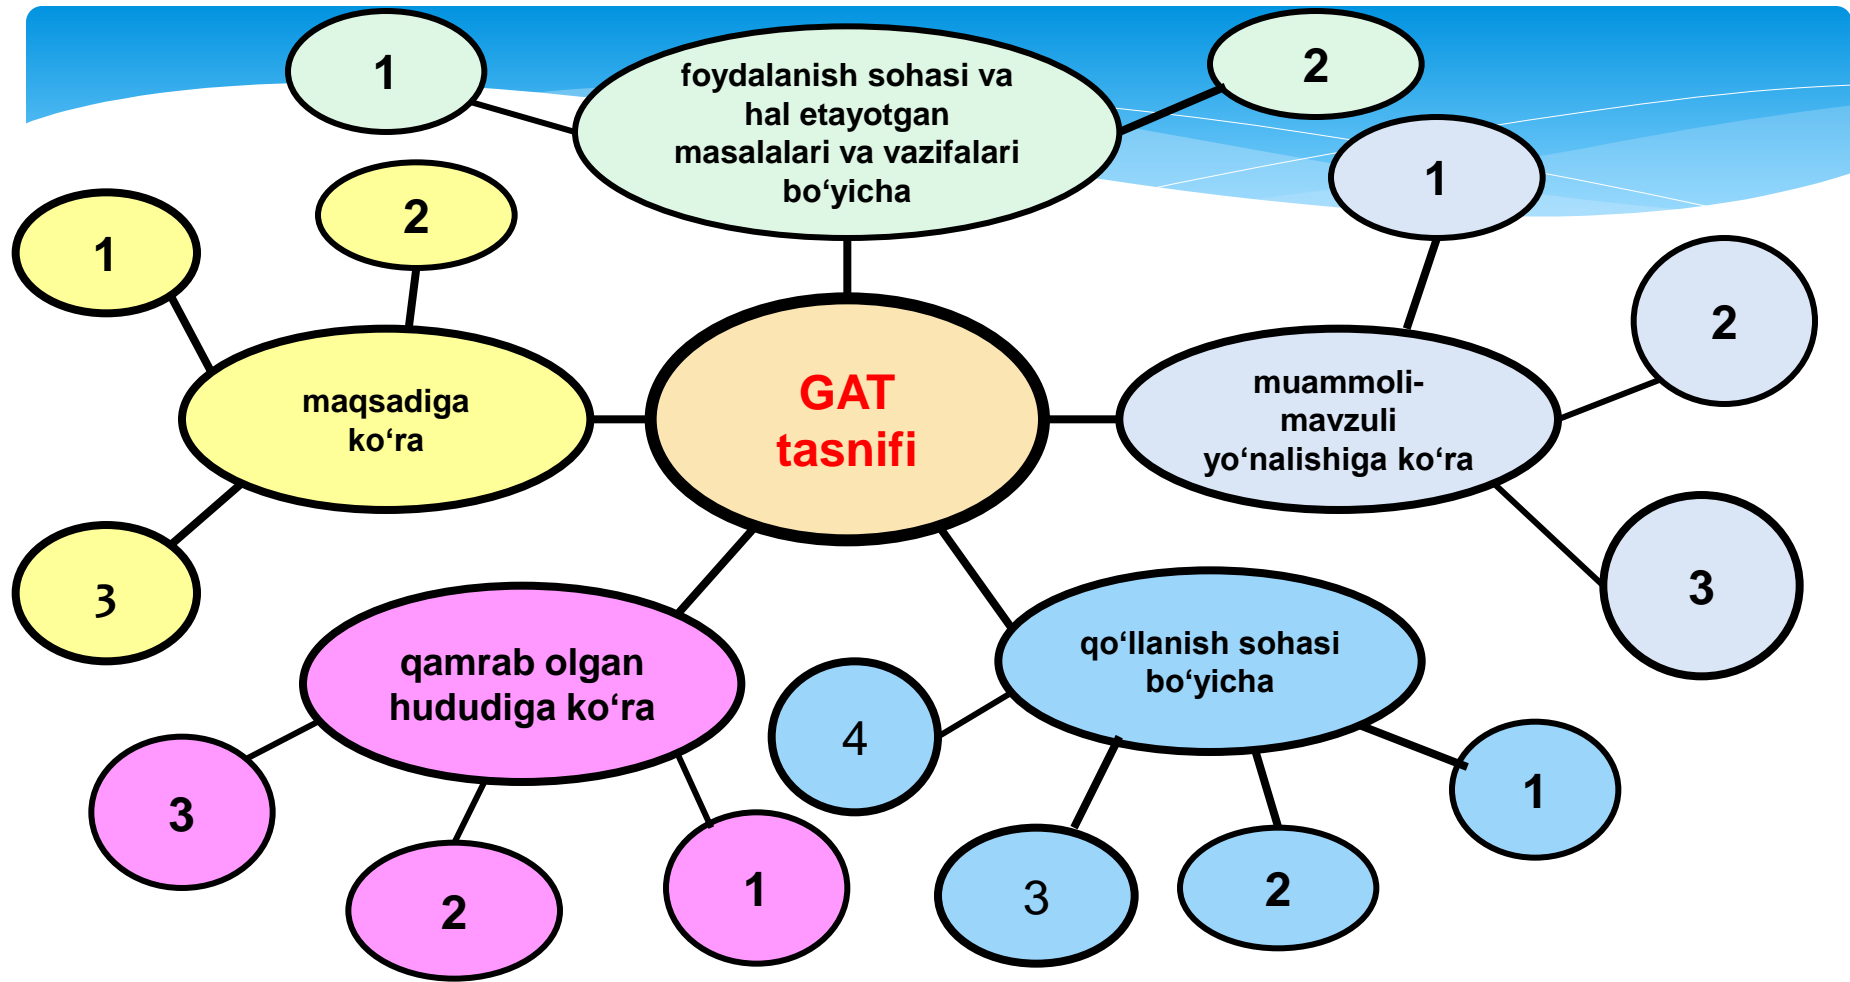 1
foydalanish sohasi va
hal etayotgan
masalalari va vazifalari
bo‘yicha
2
1
2
1
2
3
maqsadiga
ko‘ra
GAT
tasnifi
muammoli-
mavzuli
yo‘nalishiga ko‘ra
1
2
3
qamrab olgan
hududiga ko‘ra
3
2
1
qo‘llanish sohasi
bo‘yicha
4
3
2
1